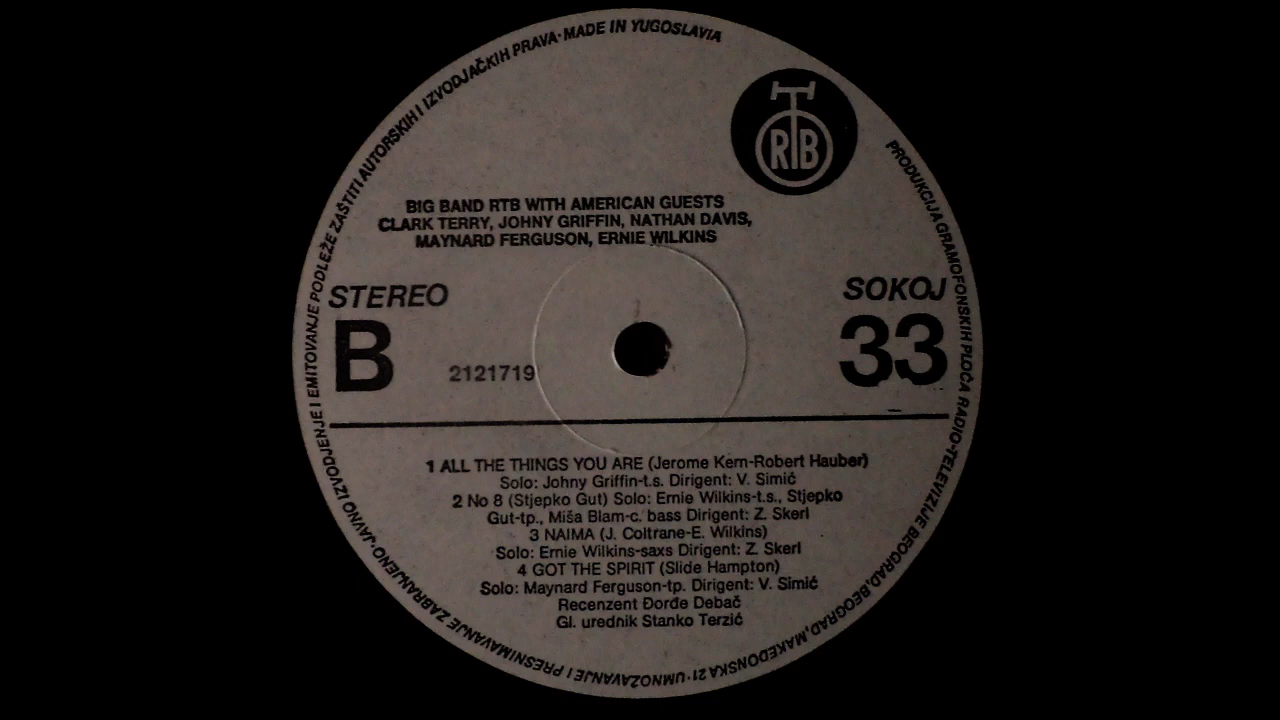 PRODUKCIJA GRAMOFONSKIH PLOČA RADIO-TELEVIZIJE BEOGRAD, BEOGRAD, MAKEDONSKA 21 · UMNOŽAVANJE I PRESNIMAVANJE ZABRANJENO · JAVNO IZVODJENJE I EMITOVANJE PODLEŽE ZAŠTITI AUTORSKIH I IZVODJAČKIH PRAVA · MADE IN YUGOSLAVIA
RTB
BIG BAND RTB WITH AMERICAN GUESTS
CLARK TERRY, JOHNY GRIFFIN, NATHAN DAVIS,
MAYNARD FERGUSON, ERNIE WILKINS
STEREO
SOKOJ
B
33
2121719
1 ALL THE THINGS YOU ARE (Jerome Kern-Robert Hauber)
Solo: Johny Griffin-t.s. Dirigent: V. Simić
2 No 8 (Stjepko Gut) Solo: Ernie Wilkins-t.s., Stjepko
Gut-tp., Miša Blam-c. bass Dirigent: Z. Skerl
3 NAIMA (J. Coltrane-E. Wilkins)
Solo: Ernie Wilkins-saxs Dirigent: Z. Skerl
4 GOT THE SPIRIT (Slide Hampton)
Solo: Maynard Ferguson-tp. Dirigent: V. Simić
Recenzent Đorđe Debač
Gl. urednik Stanko Terzić